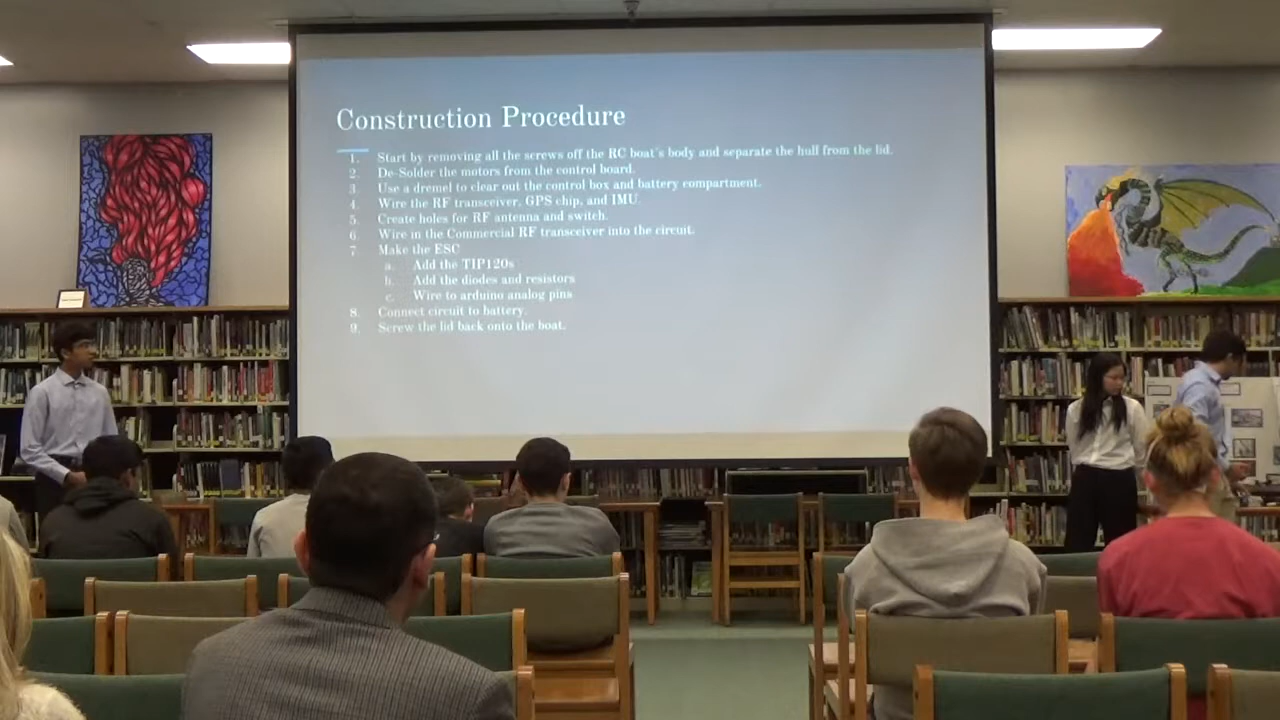 Construction Procedure
1. Start by removing all the screws off the RC boat's body and separate the hull from the lid.
2. De-Solder the motors from the control board.
3. Use a dremel to clear out the control box and battery compartment.
4. Wire the RF transceiver, GPS chip, and IMU.
5. Create holes for RF antenna and switch.
6. Wire in the Commercial RF transceiver into the circuit.
7. Make the ESC
a. Add the TIP120s
b. Add the diodes and resistors
c. Wire to arduino analog pins
8. Connect circuit to battery.
9. Screw the lid back onto the boat.